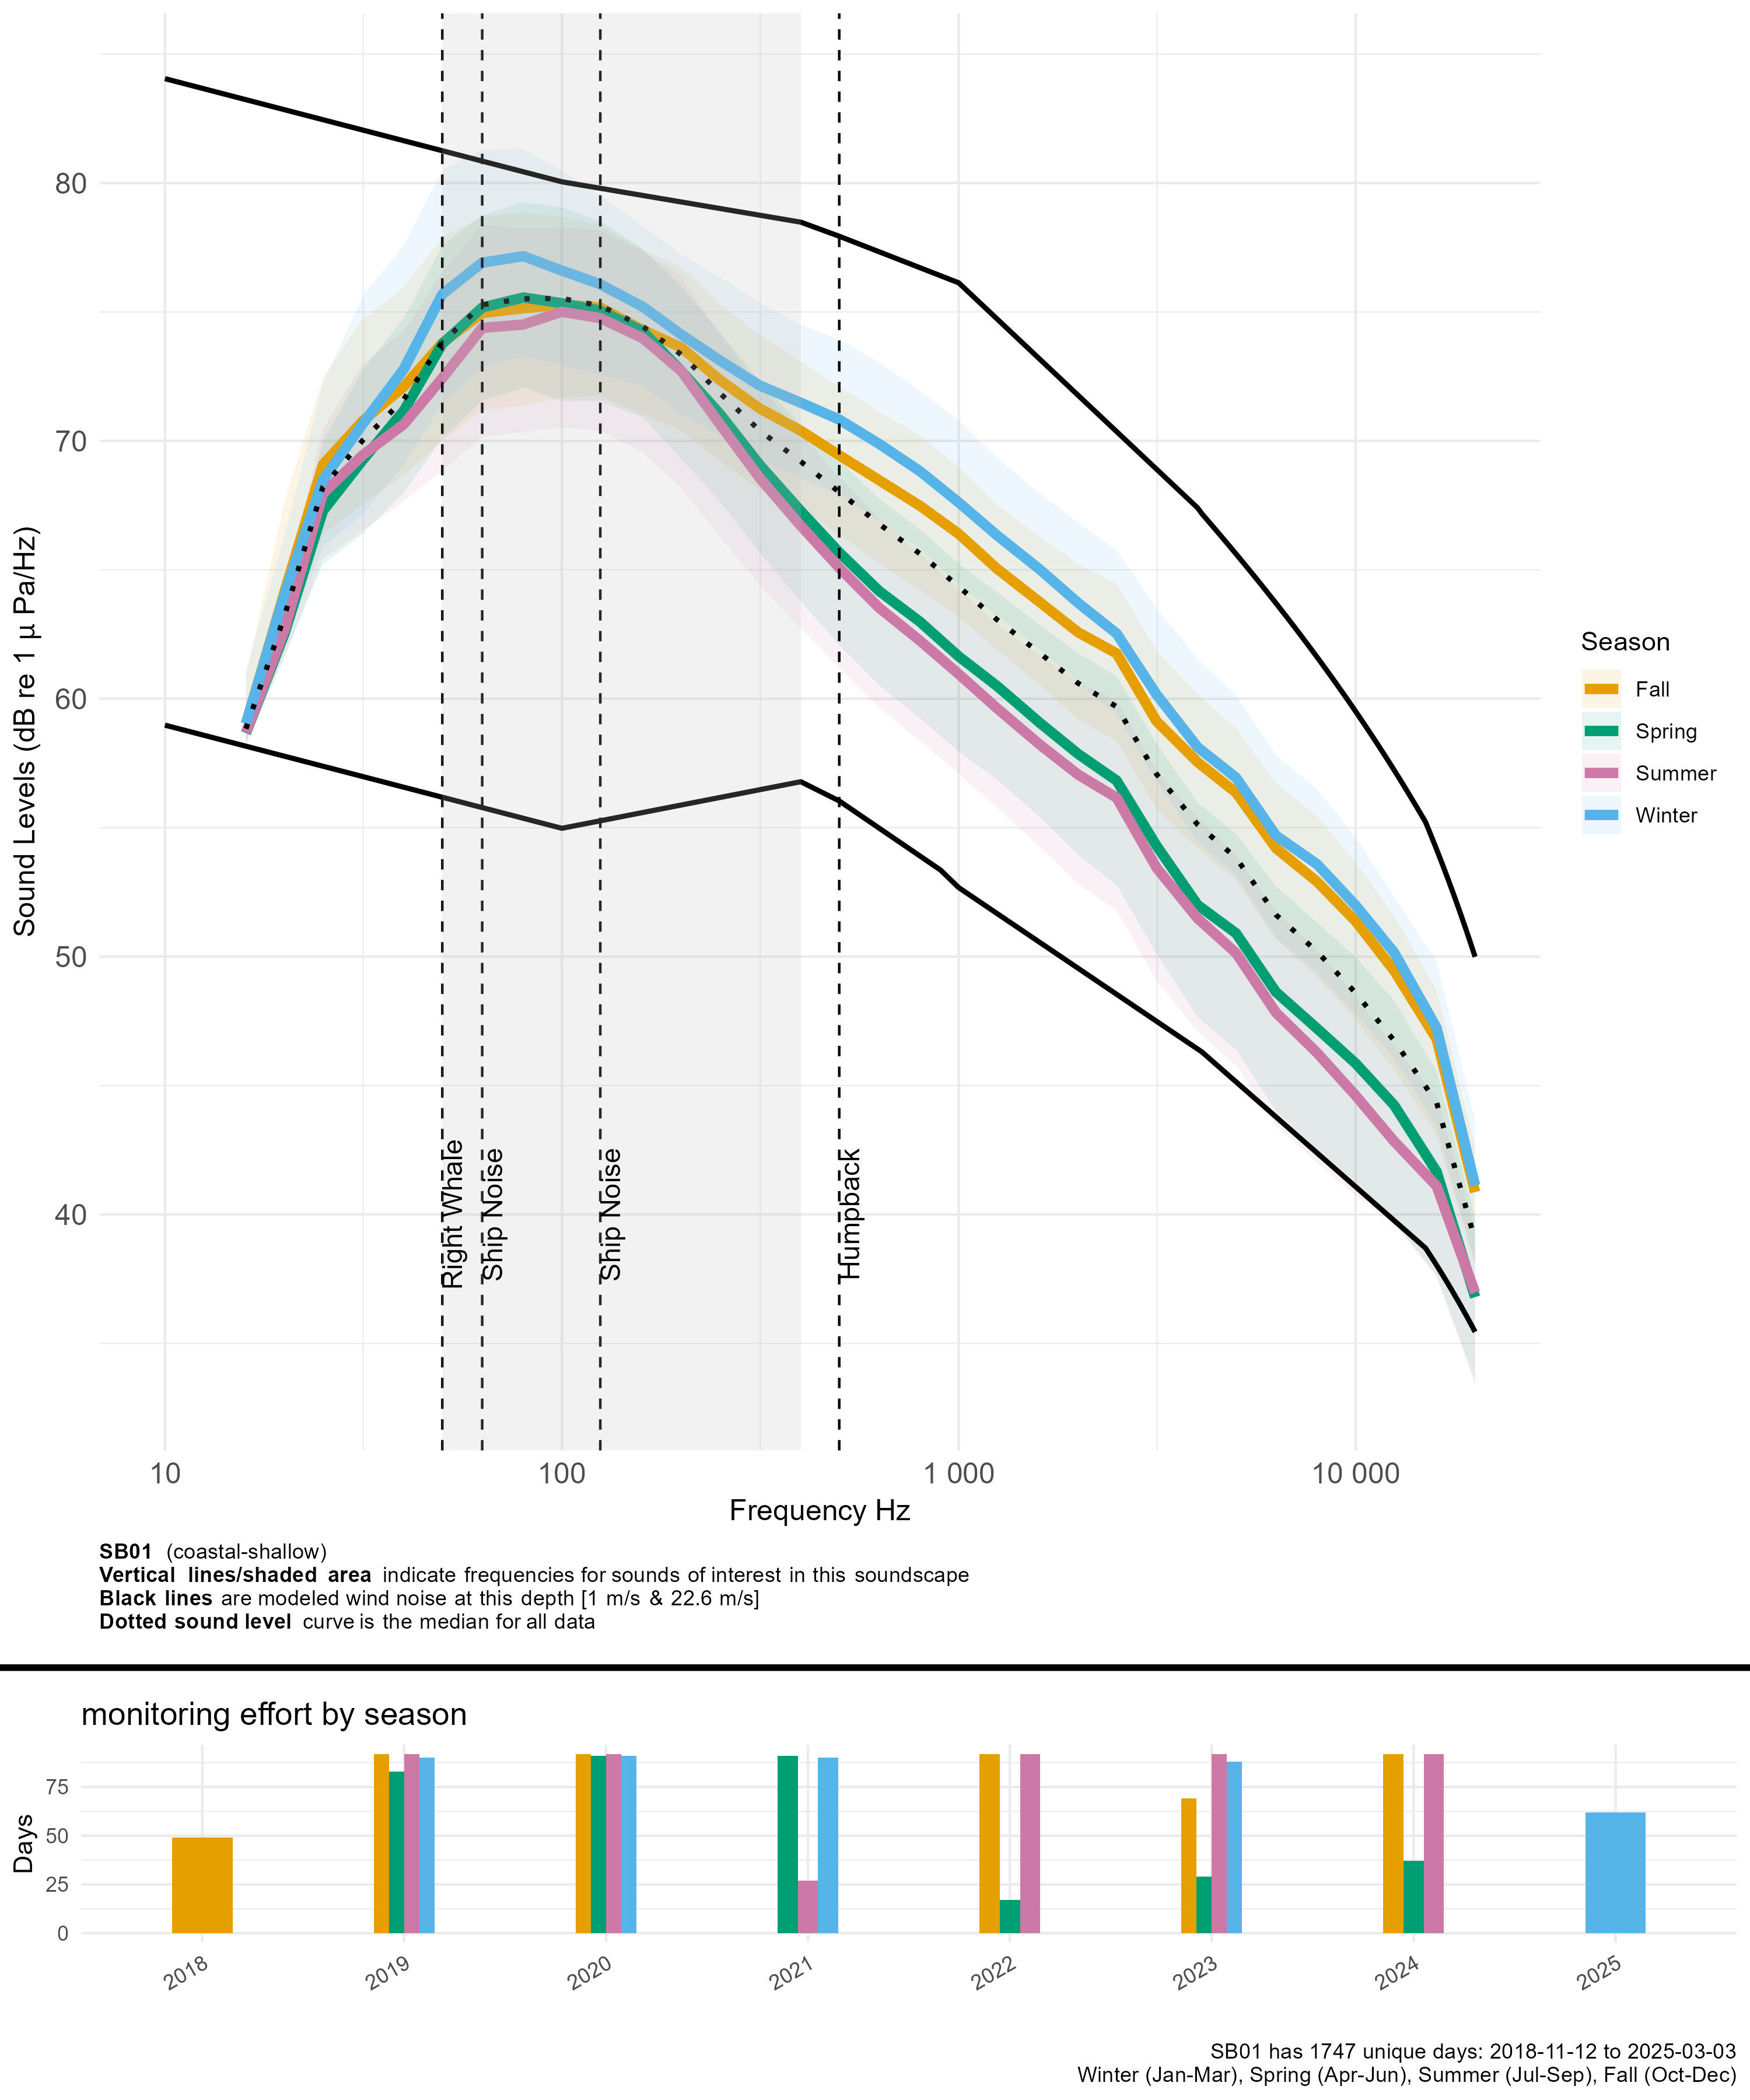 80
70
60
50
40
Sound Levels (dB re 1 µ Pa/Hz)
Right Whale
Ship Noise
Ship Noise
Humpback
10
100
1 000
10 000
Frequency Hz
Season
Fall
Spring
Summer
Winter
SB01 (coastal-shallow)
Vertical lines/shaded area indicate frequencies for sounds of interest in this soundscape
Black lines are modeled wind noise at this depth [1 m/s & 22.6 m/s]
Dotted sound level curve is the median for all data
monitoring effort by season
Days
75
50
25
0
2018
2019
2020
2021
2022
2023
2024
2025
SB01 has 1747 unique days: 2018-11-12 to 2025-03-03
Winter (Jan-Mar), Spring (Apr-Jun), Summer (Jul-Sep), Fall (Oct-Dec)